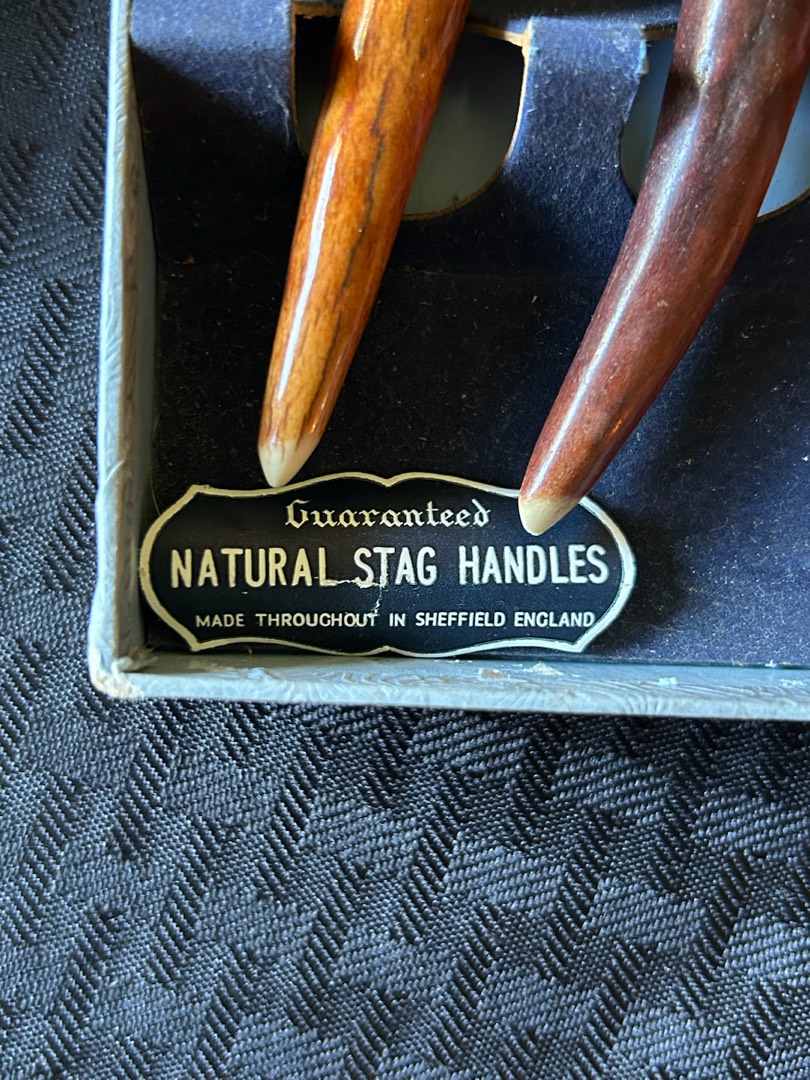 Guaranteed
NATURAL STAG HANDLES
MADE THROUGHOUT IN SHEFFIELD ENGLAND